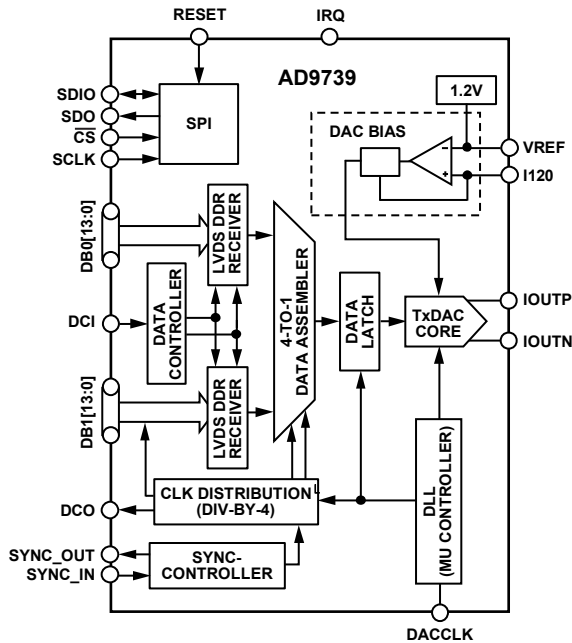 RESET
IRQ
AD9739
1.2V
SDIO
SDO
CS
SCLK
SPI
DAC BIAS
VREF
I120
DB0[13:0]
LVDS DDR
RECEIVER
4-TO-1
DATA ASSEMBLER
DATA
LATCH
TxDAC
CORE
IOUTP
IOUTN
DCI
DATA
CONTROLLER
DB1[13:0]
LVDS DDR
RECEIVER
DLL
(MU CONTROLLER)
DCO
CLK DISTRIBUTION
(DIV-BY-4)
SYNC_OUT
SYNC_IN
SYNC-
CONTROLLER
DACCLK